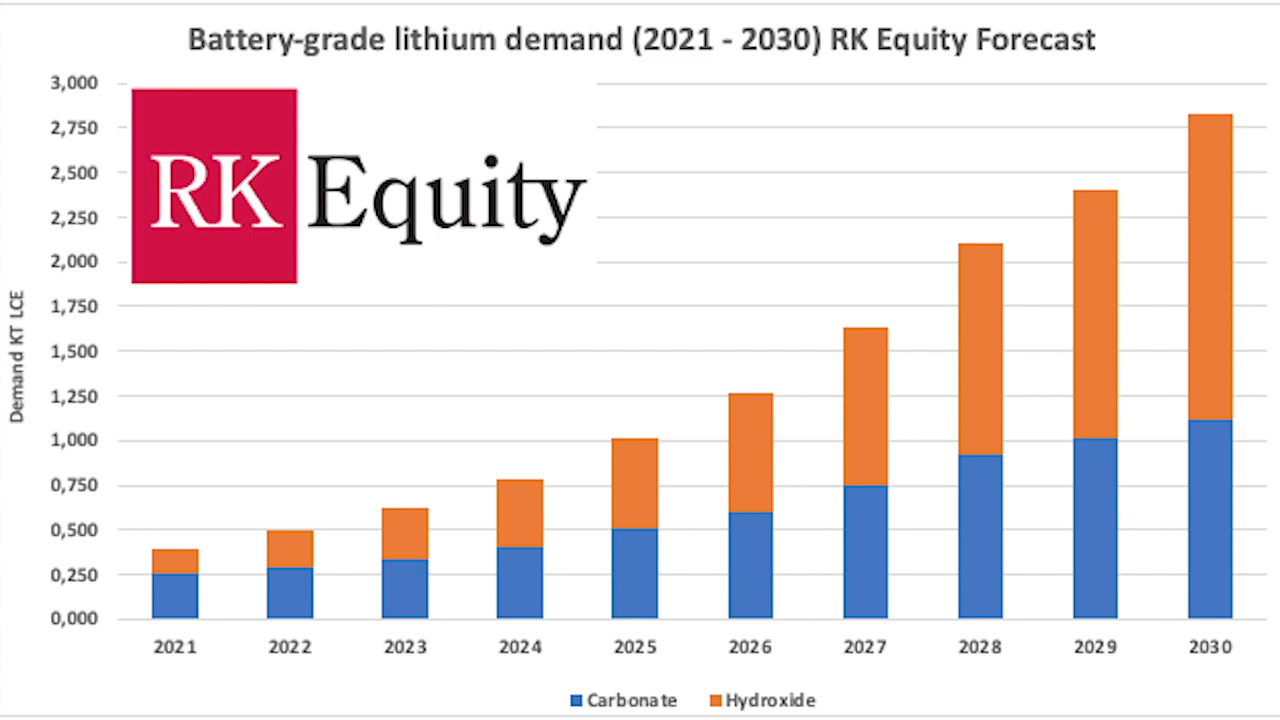 Battery-grade lithium demand (2021 - 2030) RK Equity Forecast
3,000
2,750
2,500
2,250
2,000
1,750
1,500
1,250
1,000
0,750
0,500
0,250
0,000
Demand KT LCE
RK Equity
2021 2022 2023 2024 2025 2026 2027 2028 2029 2030
Carbonate Hydroxide